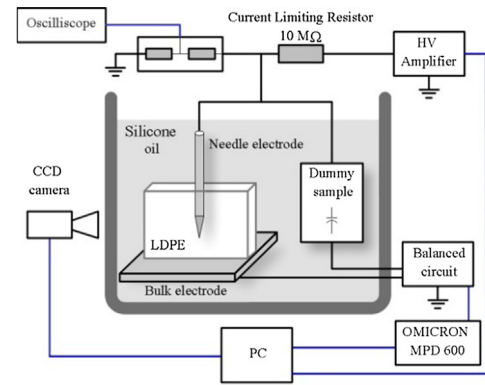 Oscilliscope
Current Limiting Resistor
10 MΩ
HV
Amplifier
Silicone
oil
Needle electrode
CCD
camera
Dummy
sample
LDPE
Balanced
circuit
Bulk electrode
OMICRON
MPD 600
PC